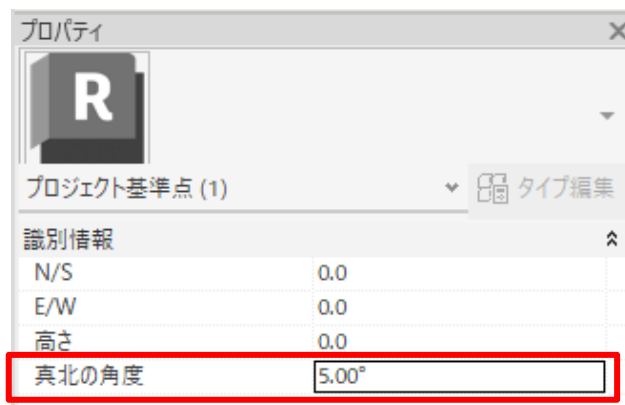 プロパティ
R
プロジェクト基準点 (1)
タイプ編集
識別情報
N/S 0.0
E/W 0.0
高さ 0.0
真北の角度 5.00°